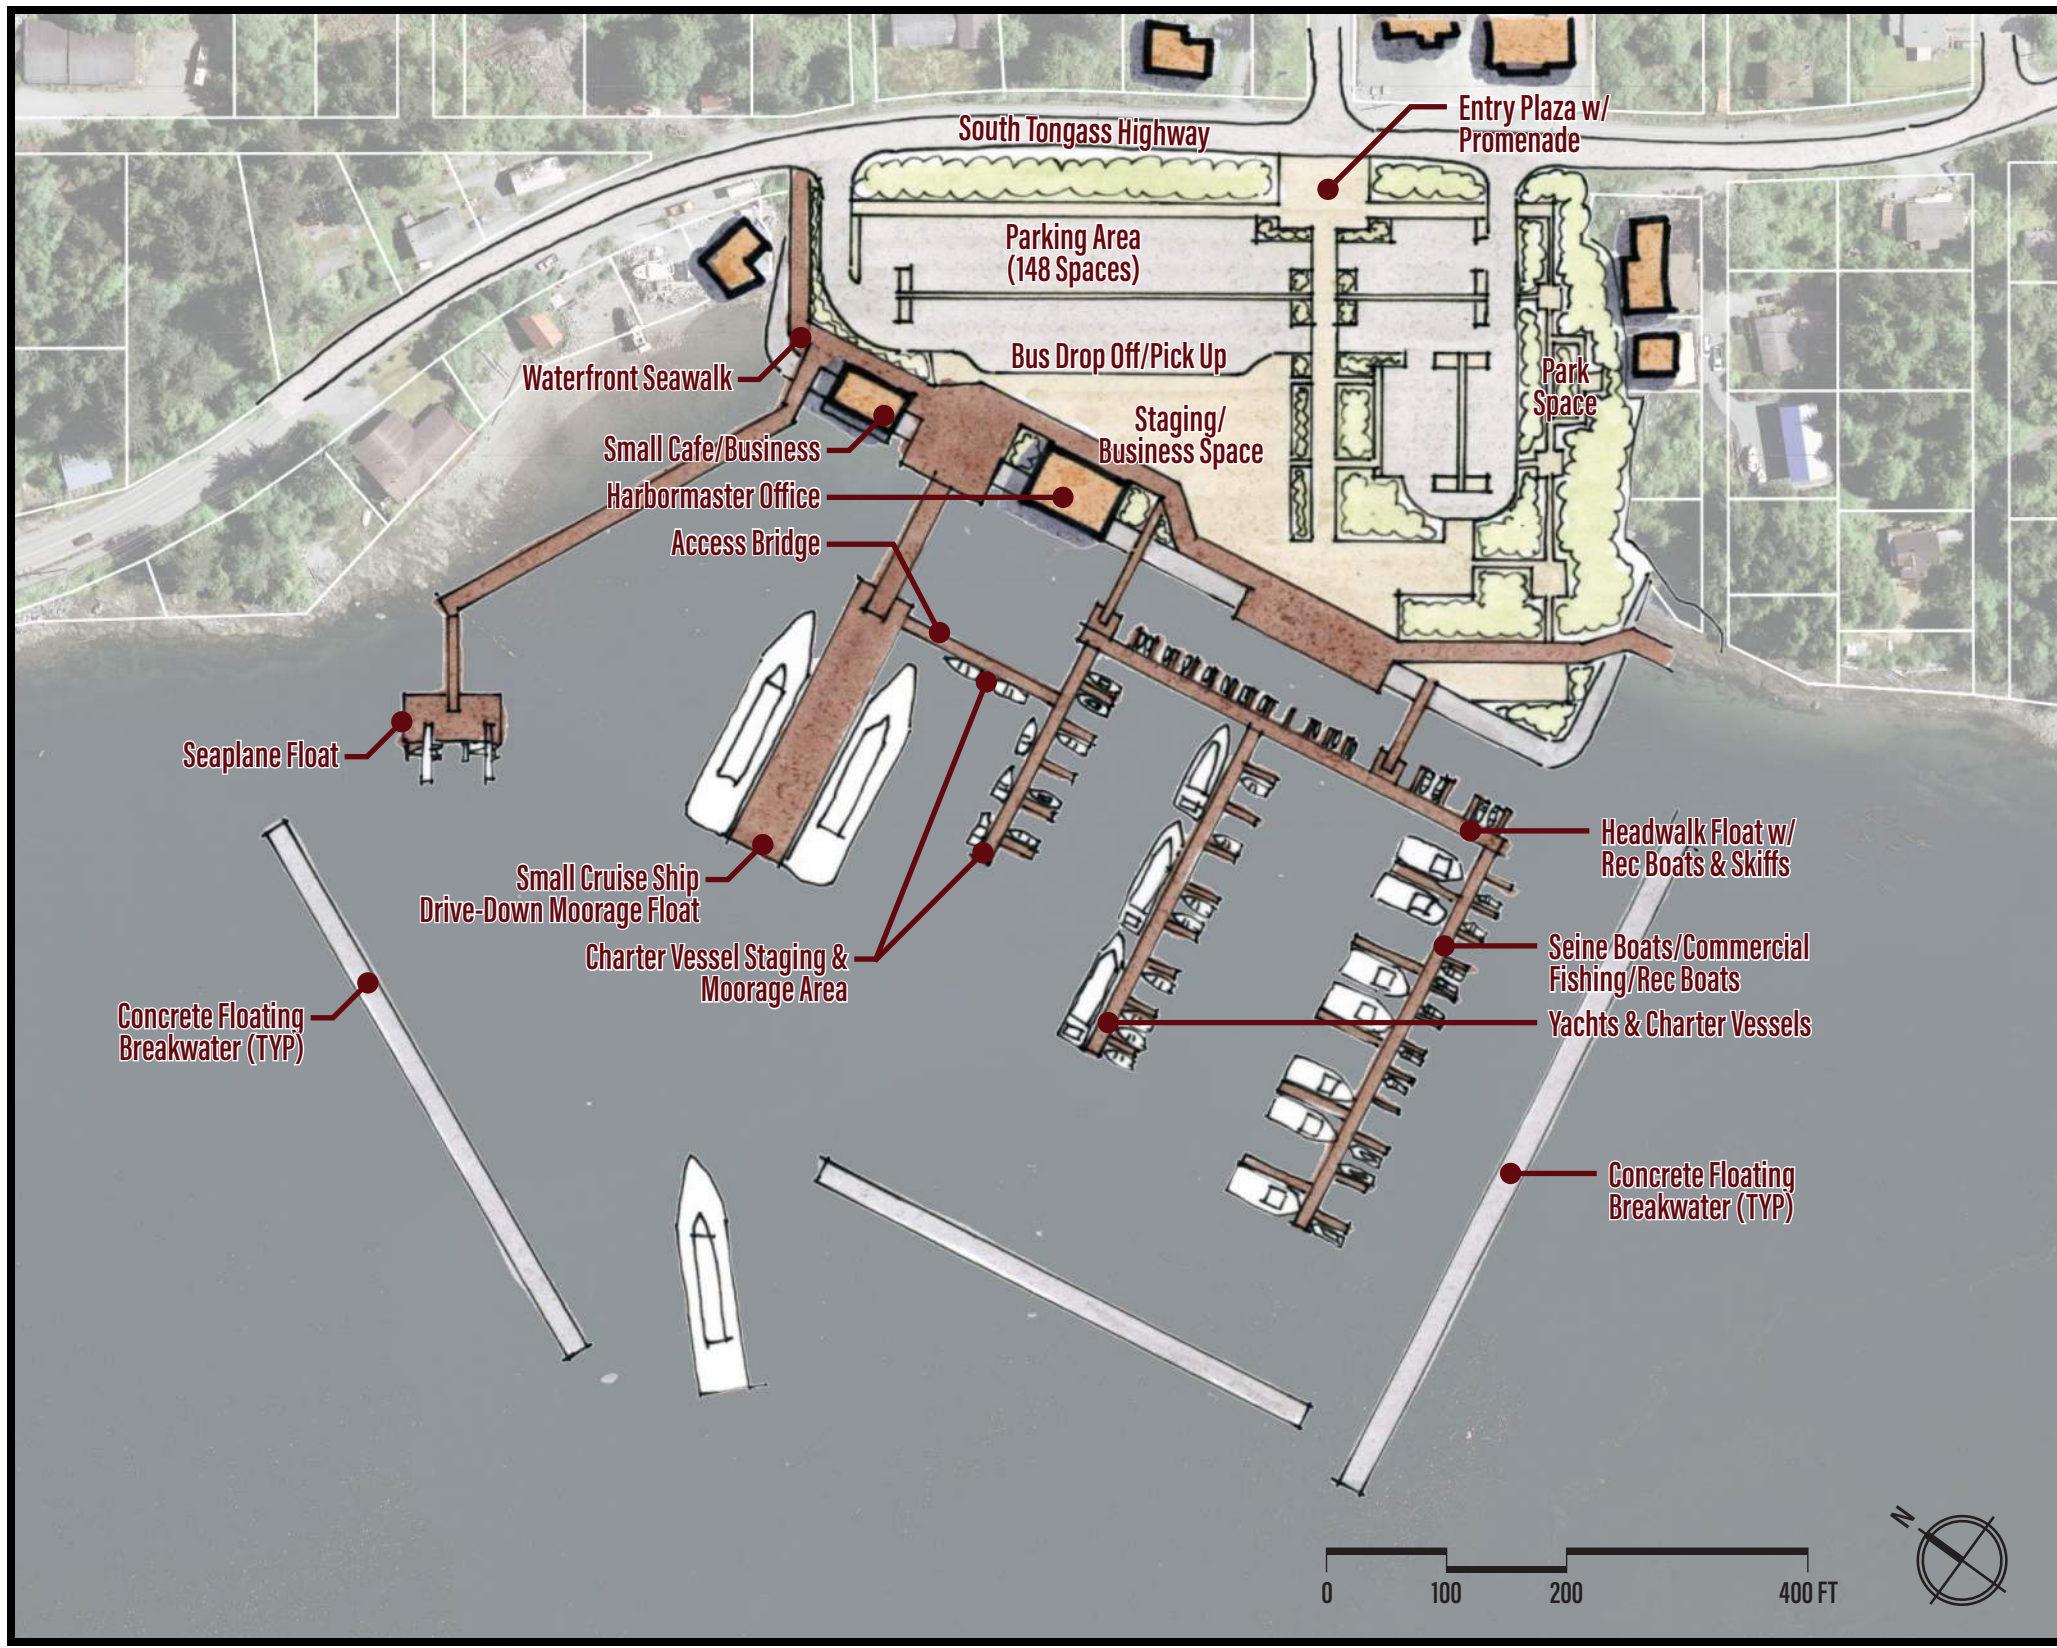 South Tongass Highway
Entry Plaza w/
Promenade
Parking Area
(148 Spaces)
Bus Drop Off/Pick Up
Waterfront Seawalk
Park
Space
Staging/
Business Space
Small Cafe/Business
Harbormaster Office
Access Bridge
Seaplane Float
Headwalk Float w/
Rec Boats & Skiffs
Small Cruise Ship
Drive-Down Moorage Float
Charter Vessel Staging &
Moorage Area
Seine Boats/Commercial
Fishing/Rec Boats
Yachts & Charter Vessels
Concrete Floating
Breakwater (TYP)
Concrete Floating
Breakwater (TYP)
N
0 100 200 400 FT